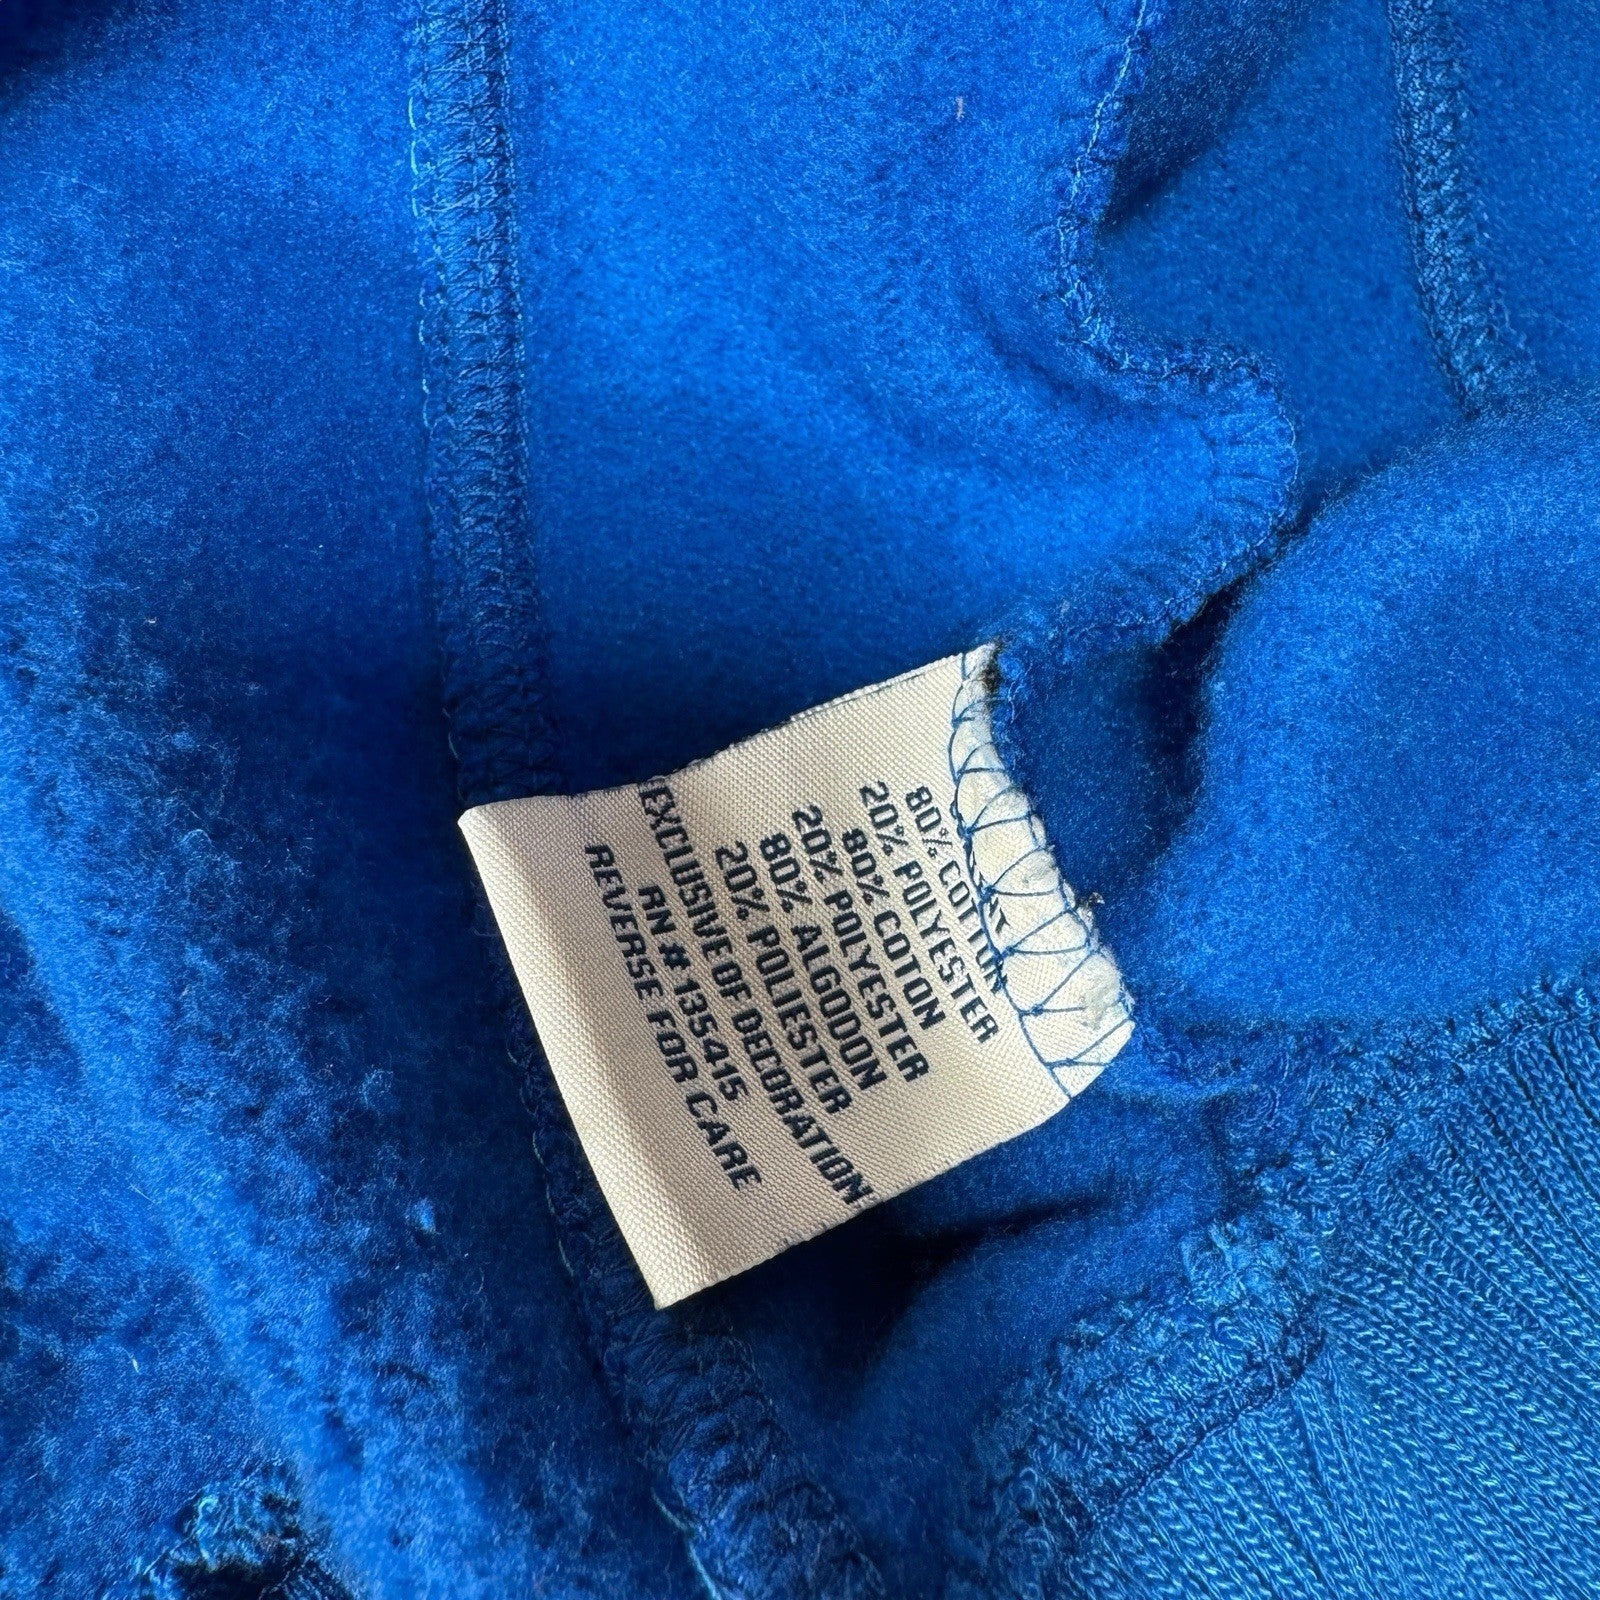 80% COTTON
20% POLYESTER
80% COTON
20% POLYESTER
80% ALGODON
20% POLIESTER
EXCLUSIVE OF DECORATION
RN # 135415
REVERSE FOR CARE